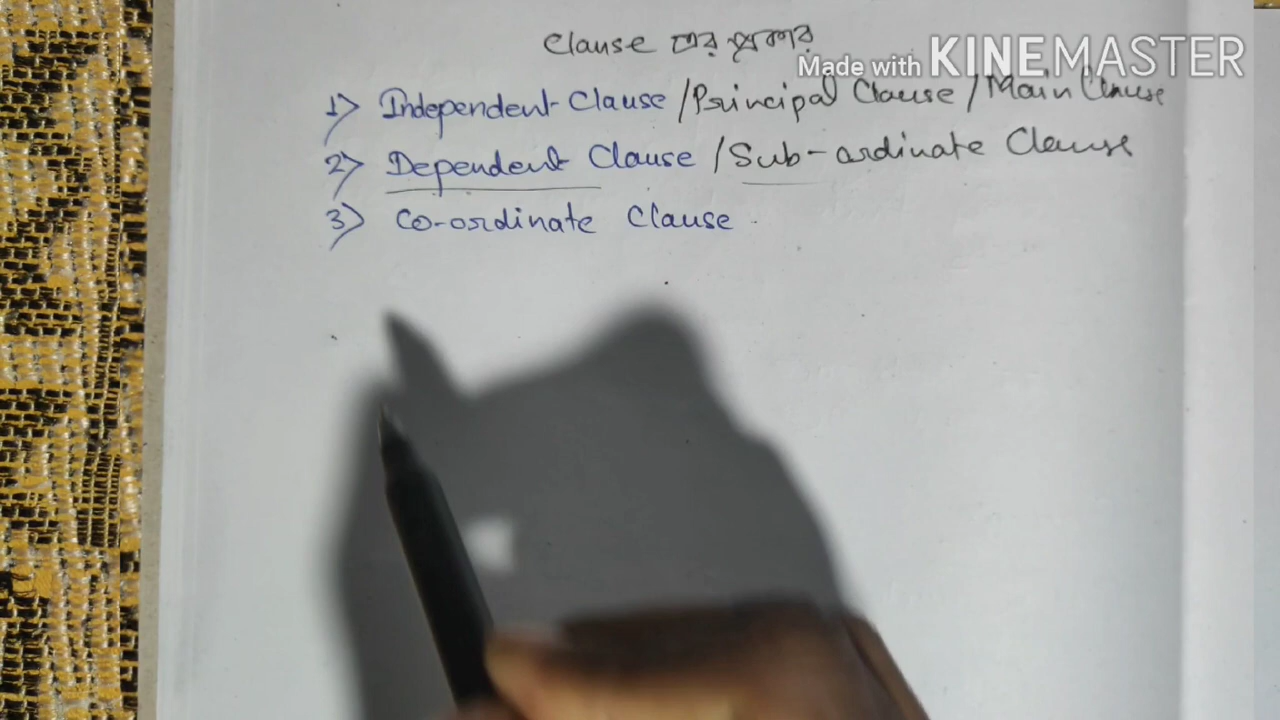 Clause এর প্রকার
Made with KINEMASTER
1) Independent Clause / Principal Clause / Main Clause
2) Dependent Clause / Sub-ordinate Clause
3) Co-ordinate Clause